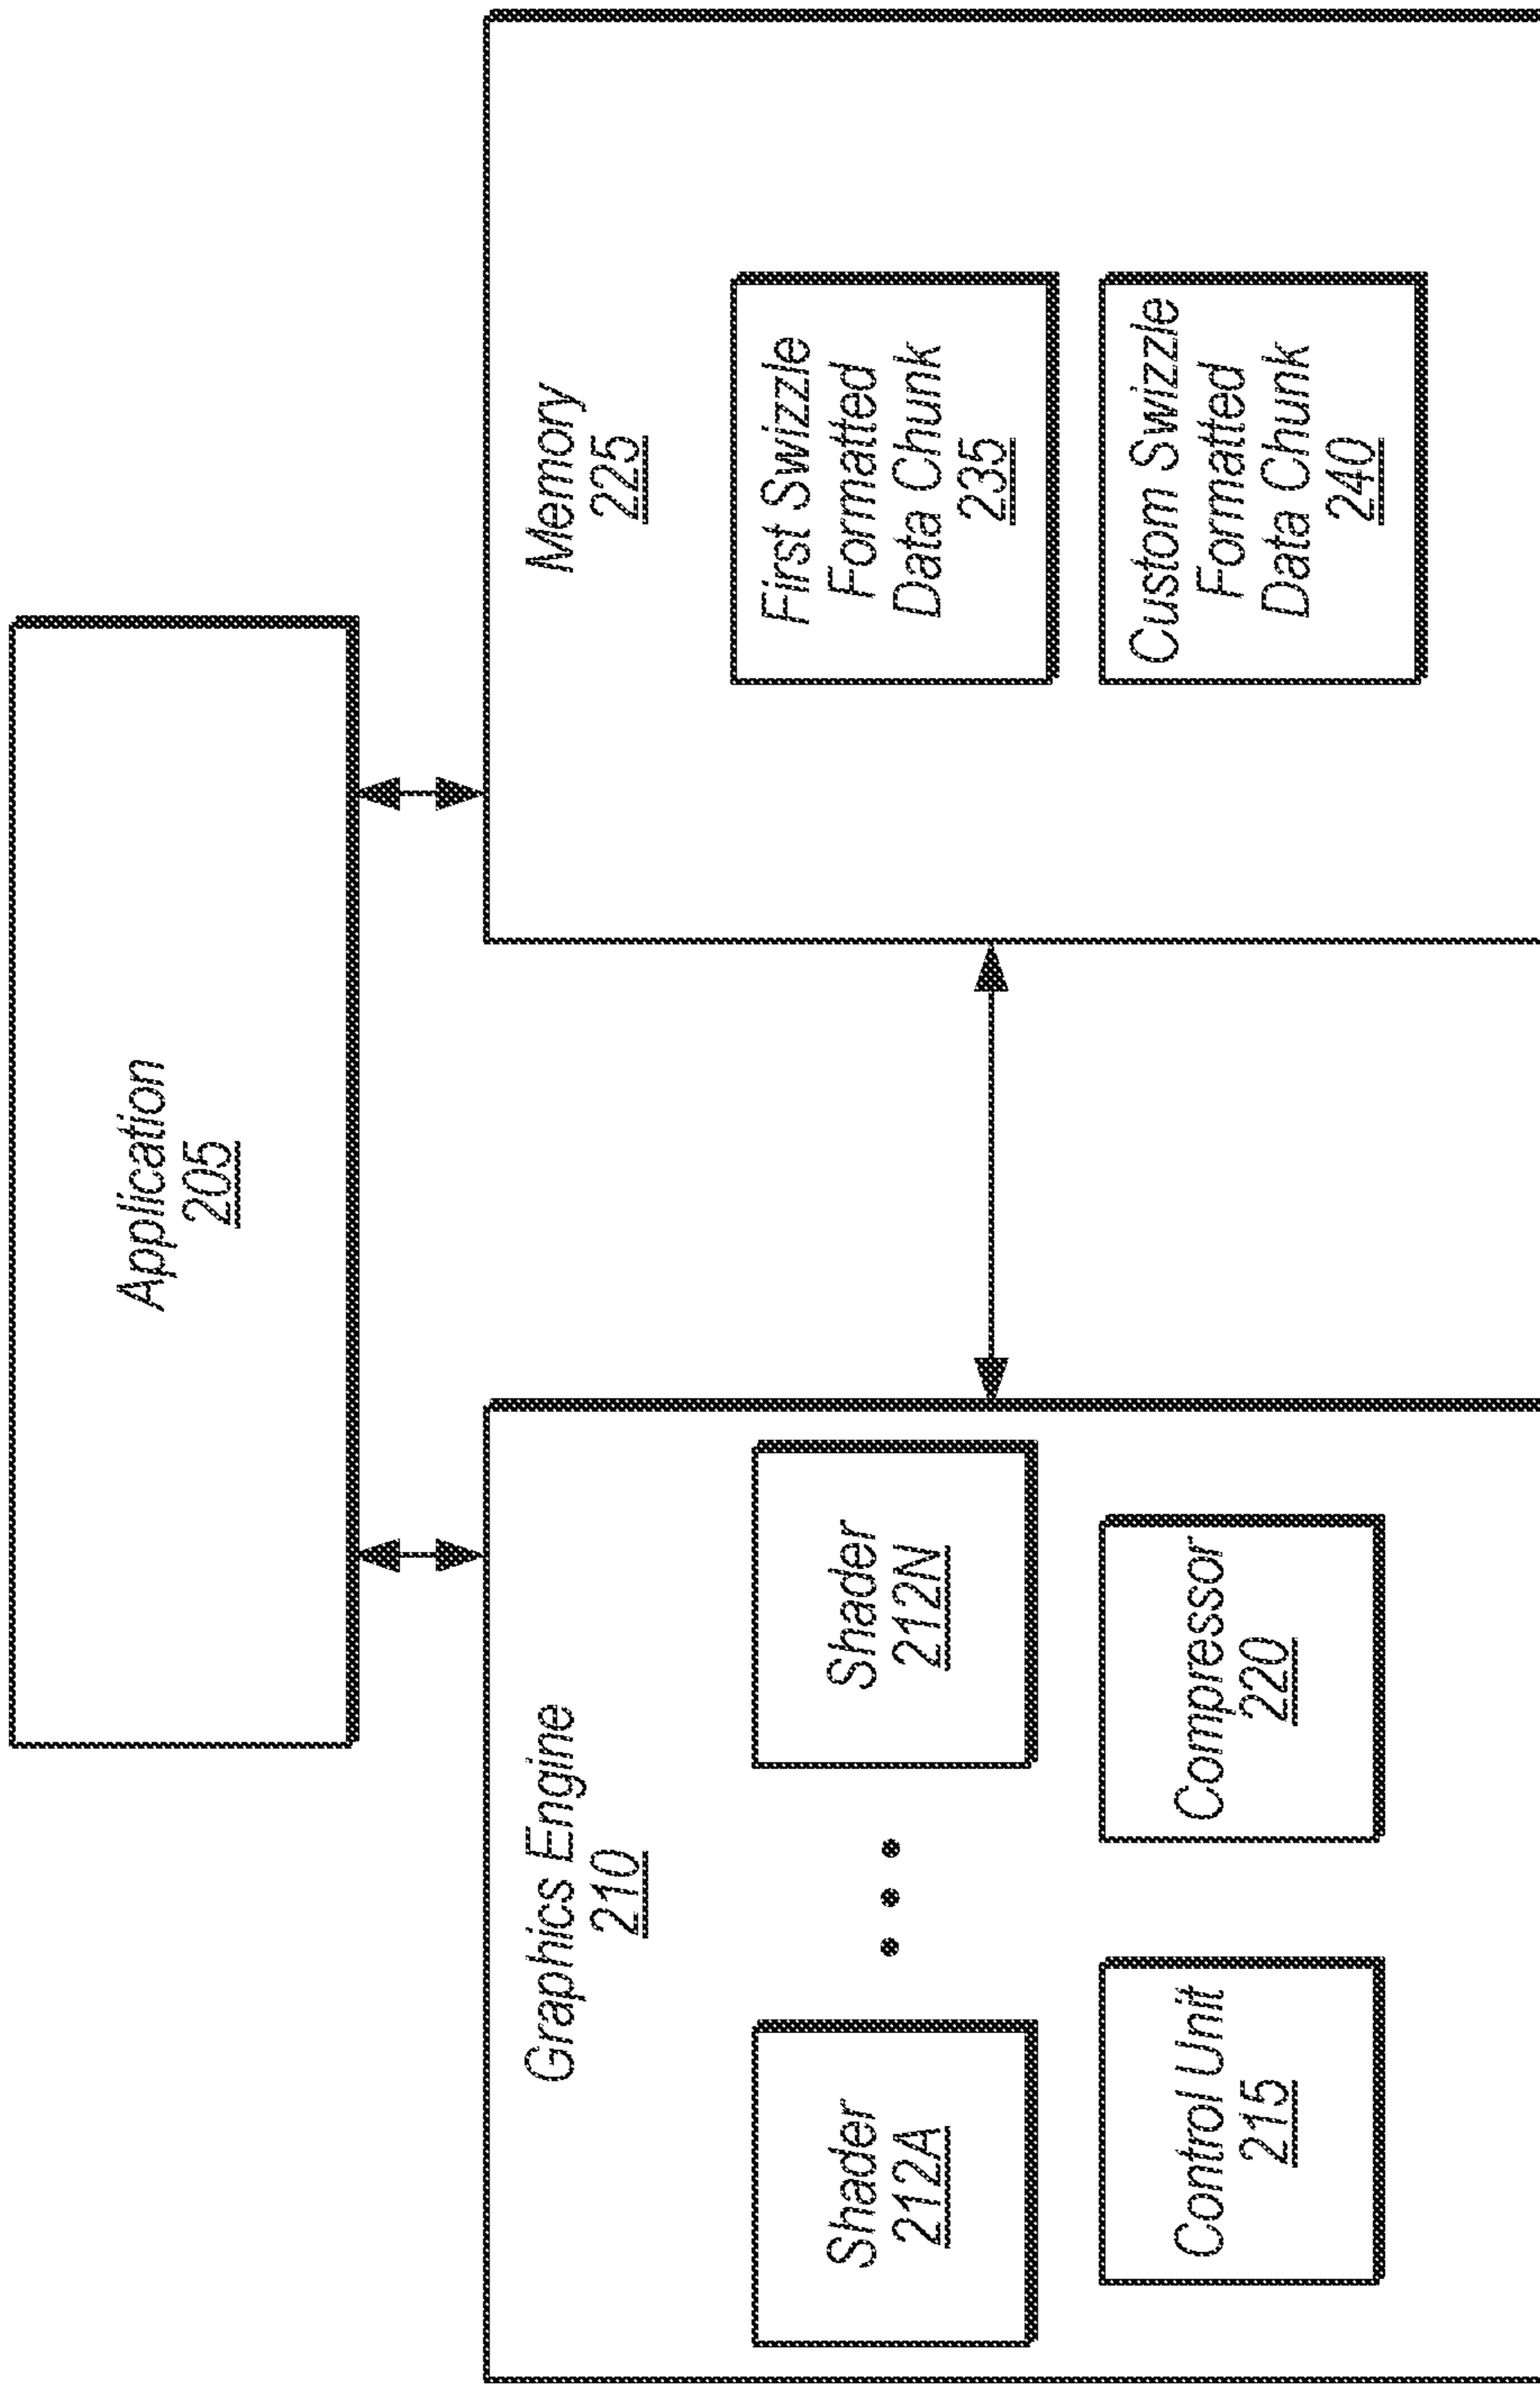 Application
205
Graphics Engine
210
Shader
212A
Shader
212N
Control Unit
215
Compressor
220
Memory
225
First Swizzle
Formatted
Data Chunk
235
Custom Swizzle
Formatted
Data Chunk
240